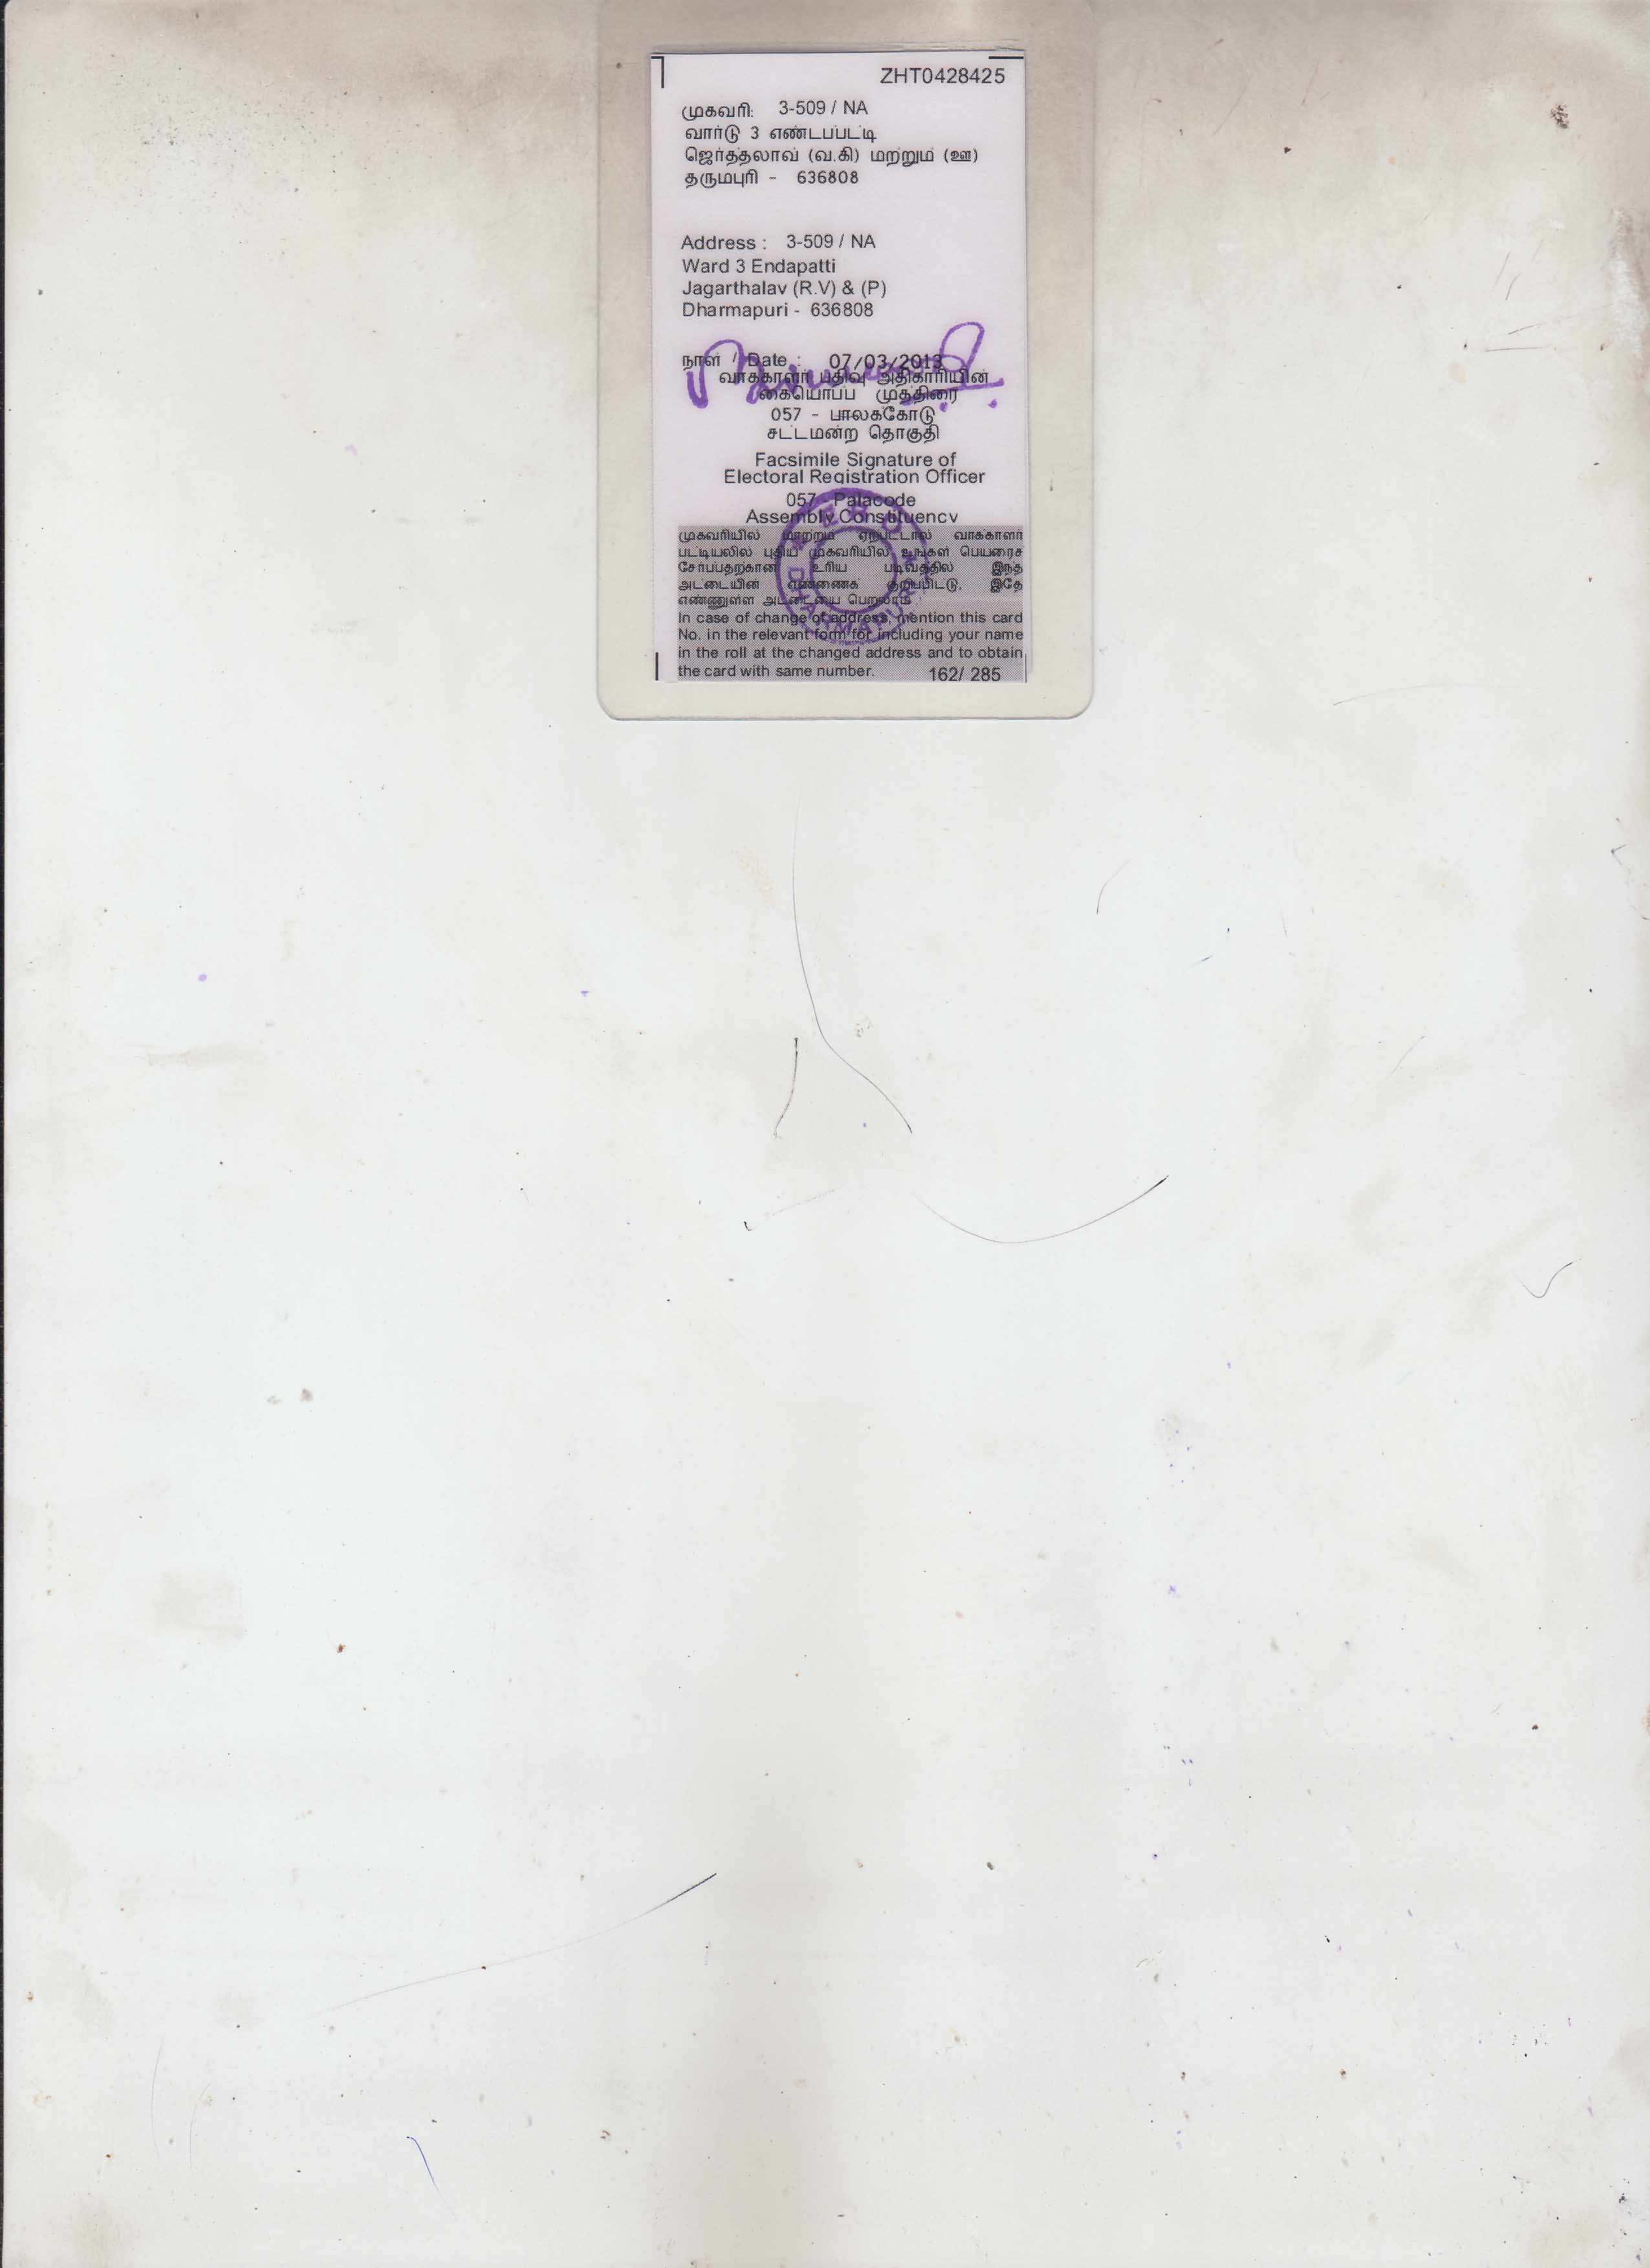 ZHT0428425
முகவரி: 3-509 / NA
வார்டு 3 எண்டப்பட்டி
ஜெர்த்தலாவ் (வ.கி) மற்றும் (ஊ)
தருமபுரி - 636808
Address : 3-509 / NA
Ward 3 Endapatti
Jagarthalav (R.V) & (P)
Dharmapuri - 636808
நாள் / Date : 07/03/2013
வாக்காளர் பதிவு அதிகாரியின்
கையொப்ப முத்திரை
057 - பாலக்கோடு
சட்டமன்ற தொகுதி
Facsimile Signature of
Electoral Registration Officer
057 - Palacode
Assembly Constituency
முகவரியில் மாற்றம் ஏற்பட்டால் வாக்காளர்
பட்டியலில் புதிய முகவரியில் உங்கள் பெயரைச்
சேர்ப்பதற்கான உரிய படிவத்தில் இந்த
அட்டையின் எண்ணைக் குறிப்பிட்டு, இதே
எண்ணுள்ள அட்டையை பெறலாம்
In case of change of address, mention this card
No. in the relevant form for including your name
in the roll at the changed address and to obtain
the card with same number. 162/ 285
DHARMAPURI